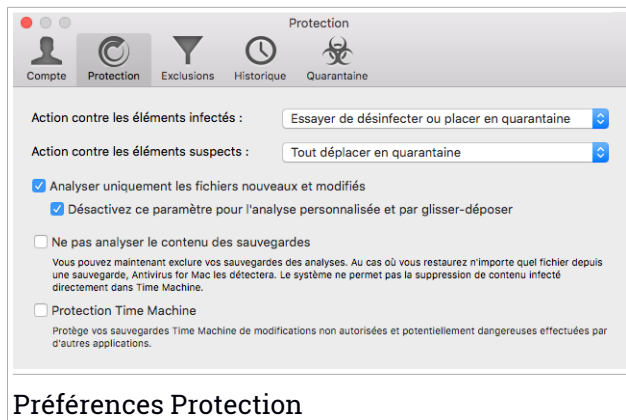 Protection
Compte
Protection
Exclusions
Historique
Quarantaine
Action contre les éléments infectés :
Essayer de désinfecter ou placer en quarantaine
Action contre les éléments suspects :
Tout déplacer en quarantaine
Analyser uniquement les fichiers nouveaux et modifiés
Désactivez ce paramètre pour l'analyse personnalisée et par glisser-déposer
Ne pas analyser le contenu des sauvegardes
Vous pouvez maintenant exclure vos sauvegardes des analyses. Au cas où vous restaurez n'importe quel fichier depuis
une sauvegarde, Antivirus for Mac les détectera. Le système ne permet pas la suppression de contenu infecté
directement dans Time Machine.
Protection Time Machine
Protège vos sauvegardes Time Machine de modifications non autorisées et potentiellement dangereuses effectuées par
d'autres applications.
Préférences Protection